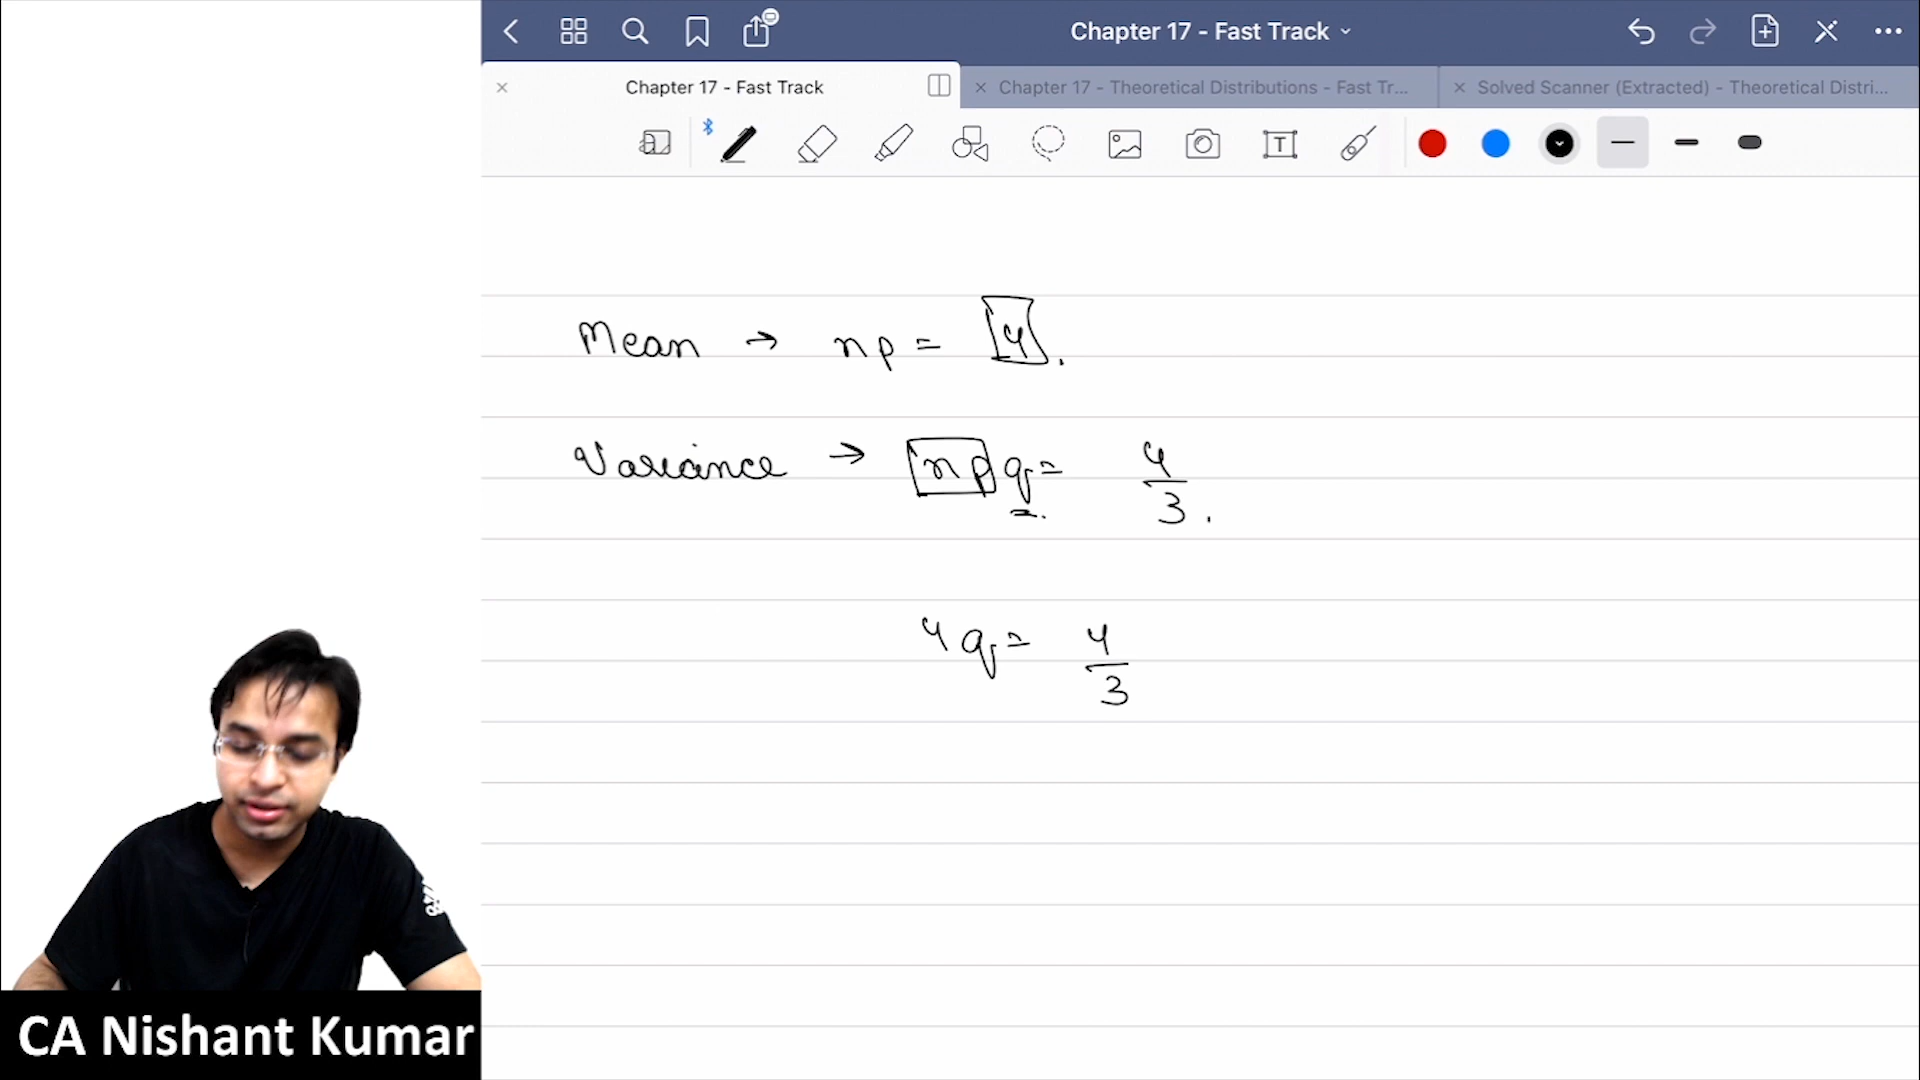 Chapter 17 - Fast Track
Chapter 17 - Fast Track
Chapter 17 - Theoretical Distributions - Fast Tr...
Solved Scanner (Extracted) - Theoretical Distri...
Mean → np = 4.
Variance → npq = 4/3.
4q = 4/3
CA Nishant Kumar